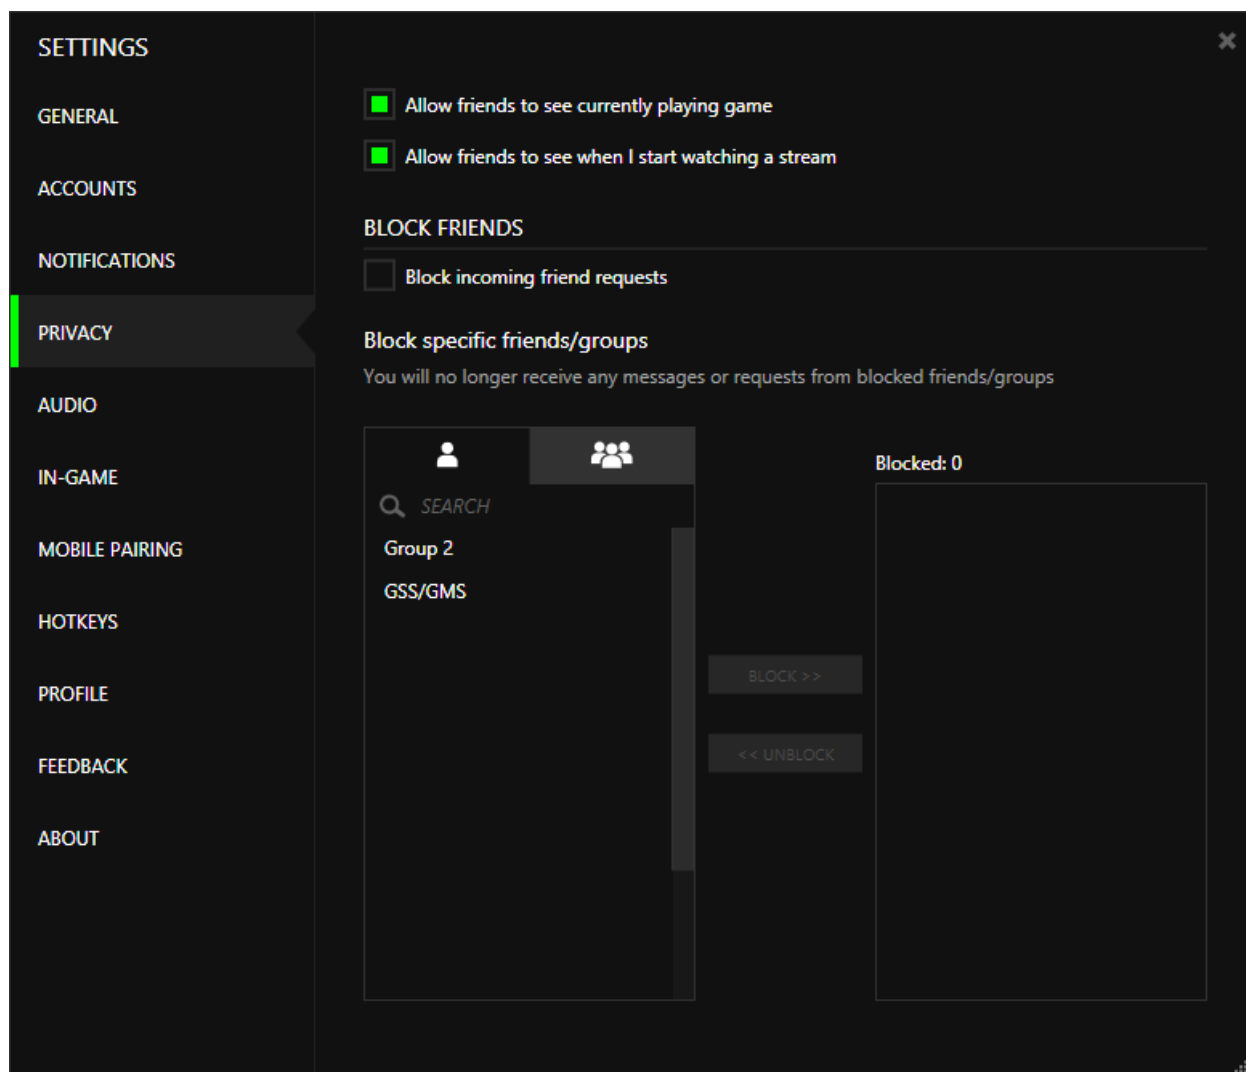 SETTINGS
GENERAL
ACCOUNTS
NOTIFICATIONS
PRIVACY
AUDIO
IN-GAME
MOBILE PAIRING
HOTKEYS
PROFILE
FEEDBACK
ABOUT
Allow friends to see currently playing game
Allow friends to see when I start watching a stream
BLOCK FRIENDS
Block incoming friend requests
Block specific friends/groups
You will no longer receive any messages or requests from blocked friends/groups
SEARCH
Group 2
GSS/GMS
BLOCK >>
<< UNBLOCK
Blocked: 0